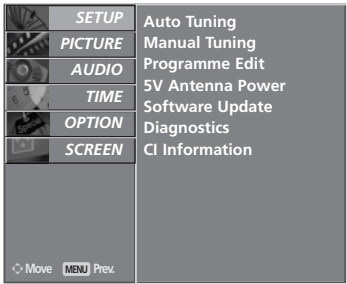 SETUP
PICTURE
AUDIO
TIME
OPTION
SCREEN
Auto Tuning
Manual Tuning
Programme Edit
5V Antenna Power
Software Update
Diagnostics
CI Information
Move MENU Prev.